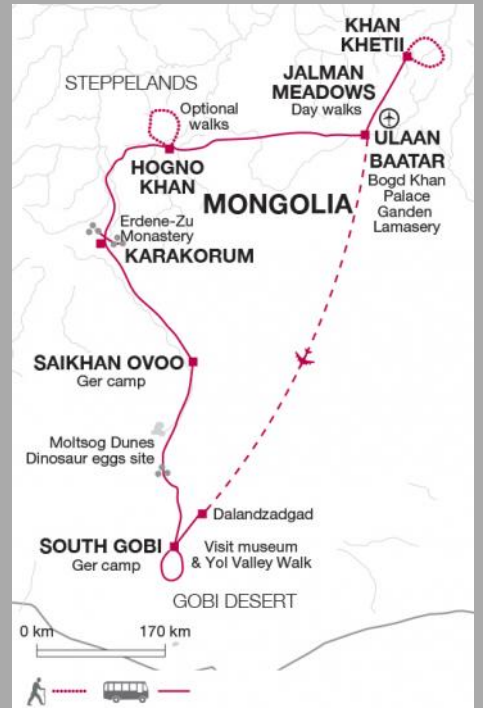 KHAN
KHETII
STEPPELANDS
JALMAN
MEADOWS
Day walks
Optional
walks
HOGNO
KHAN
ULAAN
BAATAR
Bogd Khan
Palace
Ganden
Lamasery
MONGOLIA
Erdene-Zu
Monastery
KARAKORUM
SAIKHAN OVOO
Ger camp
Moltsog Dunes
Dinosaur eggs site
Dalandzadgad
SOUTH GOBI
Ger camp
Visit museum
& Yol Valley Walk
GOBI DESERT
0 km 170 km